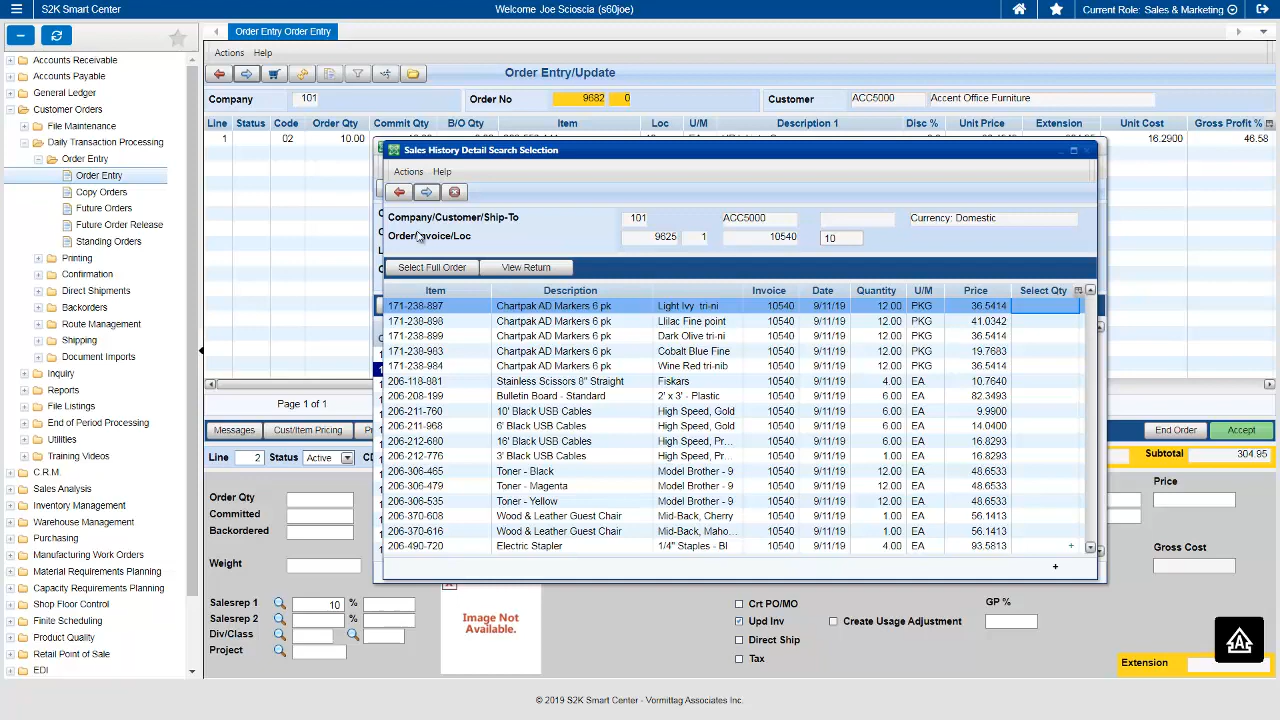 S2K Smart Center
Welcome Joe Scioscia (s60joe)
Current Role: Sales & Marketing
Order Entry Order Entry
Actions Help
Order Entry/Update
Company 101 Order No 9682 0 Customer ACC5000 Accent Office Furniture
Line Status Code Order Qty Commit Qty B/O Qty Item Loc U/M Description 1 Disc % Unit Price Extension Unit Cost Gross Profit %
1 02 10.00 16.2900 46.58
Accounts Receivable
Accounts Payable
General Ledger
Customer Orders
File Maintenance
Daily Transaction Processing
Order Entry
Order Entry
Copy Orders
Future Orders
Future Order Release
Standing Orders
Printing
Confirmation
Direct Shipments
Backorders
Route Management
Shipping
Document Imports
Inquiry
Reports
File Listings
End of Period Processing
Utilities
Training Videos
C.R.M.
Sales Analysis
Inventory Management
Warehouse Management
Purchasing
Manufacturing Work Orders
Material Requirements Planning
Capacity Requirements Planning
Shop Floor Control
Finite Scheduling
Product Quality
Retail Point of Sale
EDI
Sales History Detail Search Selection
Actions Help
Company/Customer/Ship-To 101 ACC5000 Currency: Domestic
Order/Invoice/Loc 9625 1 10540 10
Select Full Order View Return
Item Description Invoice Date Quantity U/M Price Select Qty
171-238-897 Chartpak AD Markers 6 pk Light Ivy tri-ni 10540 9/11/19 12.00 PKG 36.5414
171-238-898 Chartpak AD Markers 6 pk Llilac Fine point 10540 9/11/19 12.00 PKG 41.0342
171-238-899 Chartpak AD Markers 6 pk Dark Olive tri-ni 10540 9/11/19 12.00 PKG 36.5414
171-238-983 Chartpak AD Markers 6 pk Cobalt Blue Fine 10540 9/11/19 12.00 PKG 19.7683
171-238-984 Chartpak AD Markers 6 pk Wine Red tri-nib 10540 9/11/19 12.00 PKG 36.5414
206-118-881 Stainless Scissors 8" Straight Fiskars 10540 9/11/19 4.00 EA 10.7640
206-208-199 Bulletin Board - Standard 2' x 3' - Plastic 10540 9/11/19 6.00 EA 82.3493
206-211-760 10' Black USB Cables High Speed, Gold 10540 9/11/19 6.00 EA 9.9900
206-211-968 6' Black USB Cables High Speed, Gold 10540 9/11/19 6.00 EA 14.0400
206-212-680 16' Black USB Cables High Speed, Pr... 10540 9/11/19 6.00 EA 16.8293
206-212-776 3' Black USB Cables High Speed, Pr... 10540 9/11/19 6.00 EA 16.8293
206-306-465 Toner - Black Model Brother - 9 10540 9/11/19 12.00 EA 48.6533
206-306-479 Toner - Magenta Model Brother - 9 10540 9/11/19 12.00 EA 48.6533
206-306-535 Toner - Yellow Model Brother - 9 10540 9/11/19 12.00 EA 48.6533
206-370-608 Wood & Leather Guest Chair Mid-Back, Cherry 10540 9/11/19 1.00 EA 56.1413
206-370-616 Wood & Leather Guest Chair Mid-Back, Maho... 10540 9/11/19 1.00 EA 56.1413
206-490-720 Electric Stapler 1/4" Staples - Bl 10540 9/11/19 4.00 EA 93.5813 +
+
Page 1 of 1
Messages Cust/Item Pricing End Order Accept
Line 2 Status Active Subtotal 304.95
Order Qty Price
Committed
Backordered
Gross Cost
Weight
Salesrep 1 10 %
Salesrep 2 %
Div/Class
Project
Image Not
Available.
Crt PO/MO
Upd Inv Create Usage Adjustment
Direct Ship
Tax
GP %
Extension
© 2019 S2K Smart Center - Vormittag Associates Inc.